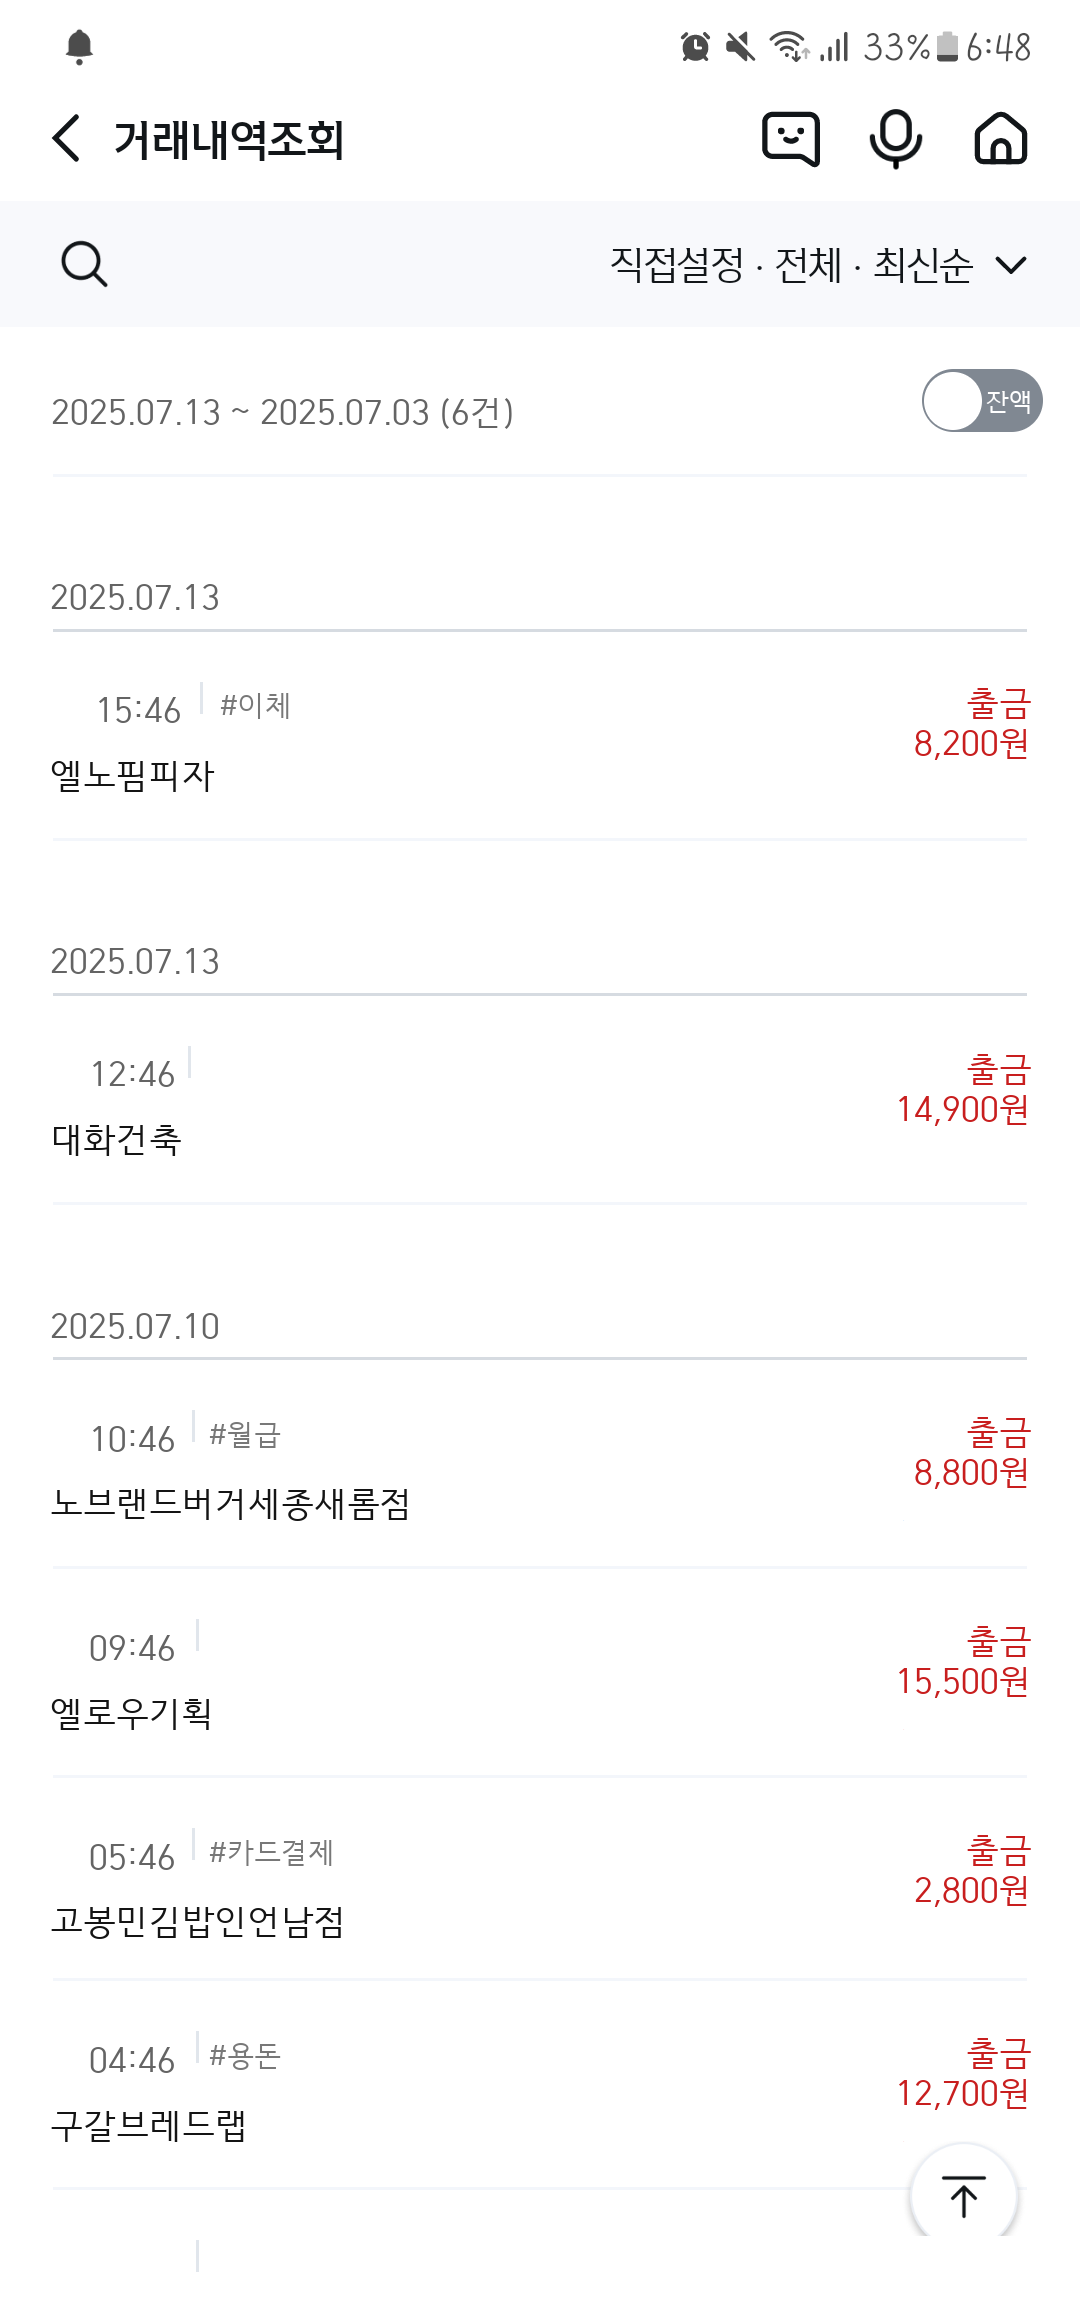 33% 6:48
거래내역조회
직접설정 · 전체 · 최신순
2025.07.13 ~ 2025.07.03 (6건)
잔액
2025.07.13
15:46 #이체
출금
8,200원
엘노핌피자
2025.07.13
12:46
출금
14,900원
대화건축
2025.07.10
10:46 #월급
출금
8,800원
노브랜드버거세종새롬점
09:46
출금
15,500원
엘로우기획
05:46 #카드결제
출금
2,800원
고봉민김밥인언남점
04:46 #용돈
출금
12,700원
구갈브레드랩